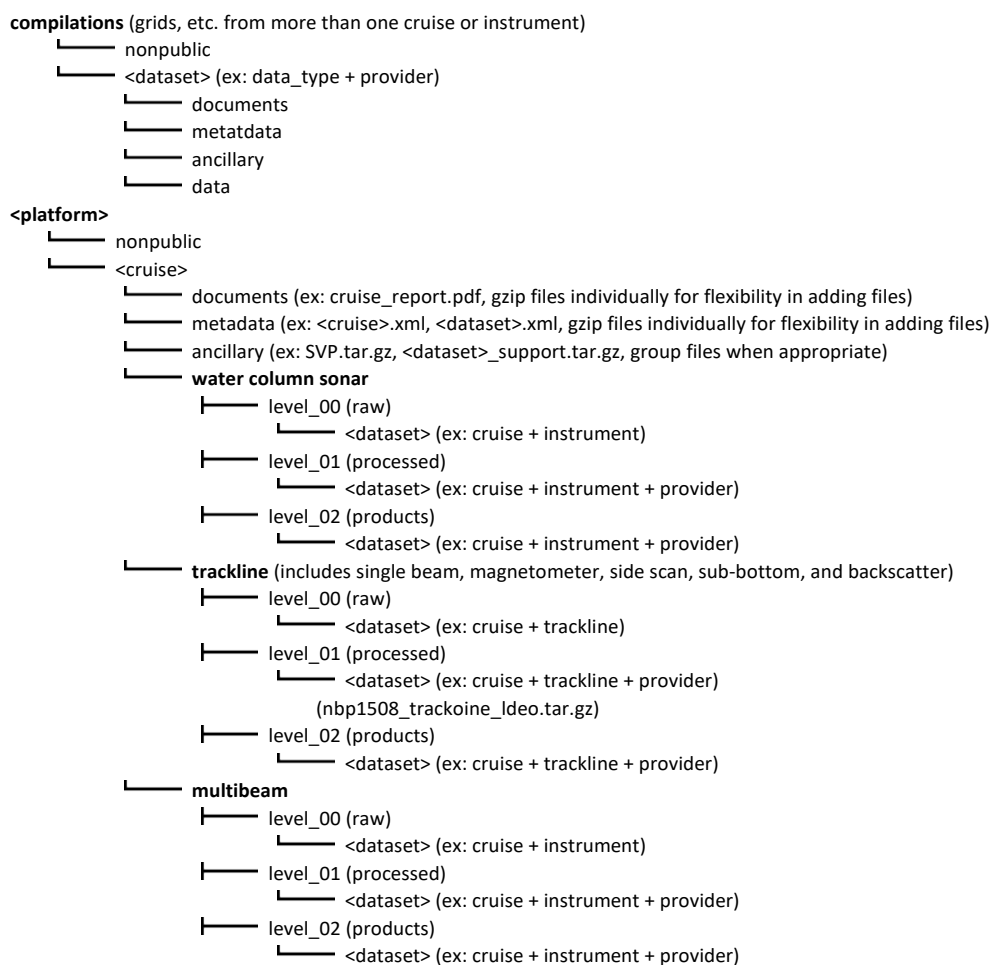 compilations (grids, etc. from more than one cruise or instrument)
nonpublic
<dataset> (ex: data_type + provider)
documents
metatdata
ancillary
data
<platform>
nonpublic
<cruise>
documents (ex: cruise_report.pdf, gzip files individually for flexibility in adding files)
metadata (ex: <cruise>.xml, <dataset>.xml, gzip files individually for flexibility in adding files)
ancillary (ex: SVP.tar.gz, <dataset>_support.tar.gz, group files when appropriate)
water column sonar
level_00 (raw)
<dataset> (ex: cruise + instrument)
level_01 (processed)
<dataset> (ex: cruise + instrument + provider)
level_02 (products)
<dataset> (ex: cruise + instrument + provider)
trackline (includes single beam, magnetometer, side scan, sub-bottom, and backscatter)
level_00 (raw)
<dataset> (ex: cruise + trackline)
level_01 (processed)
<dataset> (ex: cruise + trackline + provider)
(nbp1508_trackoine_ldeo.tar.gz)
level_02 (products)
<dataset> (ex: cruise + trackline + provider)
multibeam
level_00 (raw)
<dataset> (ex: cruise + instrument)
level_01 (processed)
<dataset> (ex: cruise + instrument + provider)
level_02 (products)
<dataset> (ex: cruise + instrument + provider)